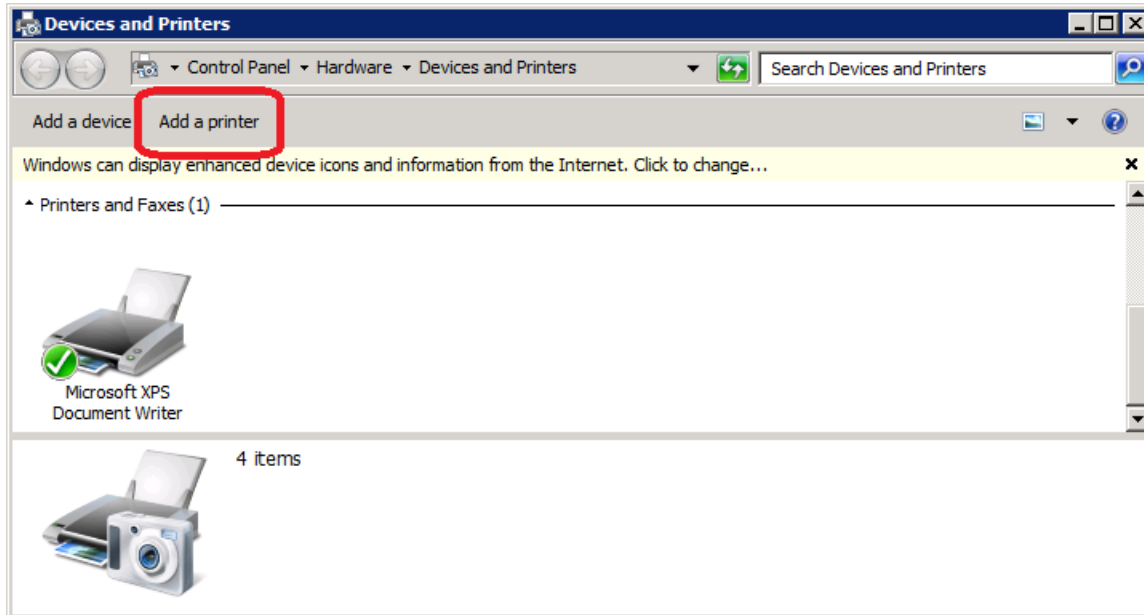 Devices and Printers
Control Panel Hardware Devices and Printers
Search Devices and Printers
Add a device Add a printer
Windows can display enhanced device icons and information from the Internet. Click to change...
Printers and Faxes (1)
Microsoft XPS
Document Writer
4 items